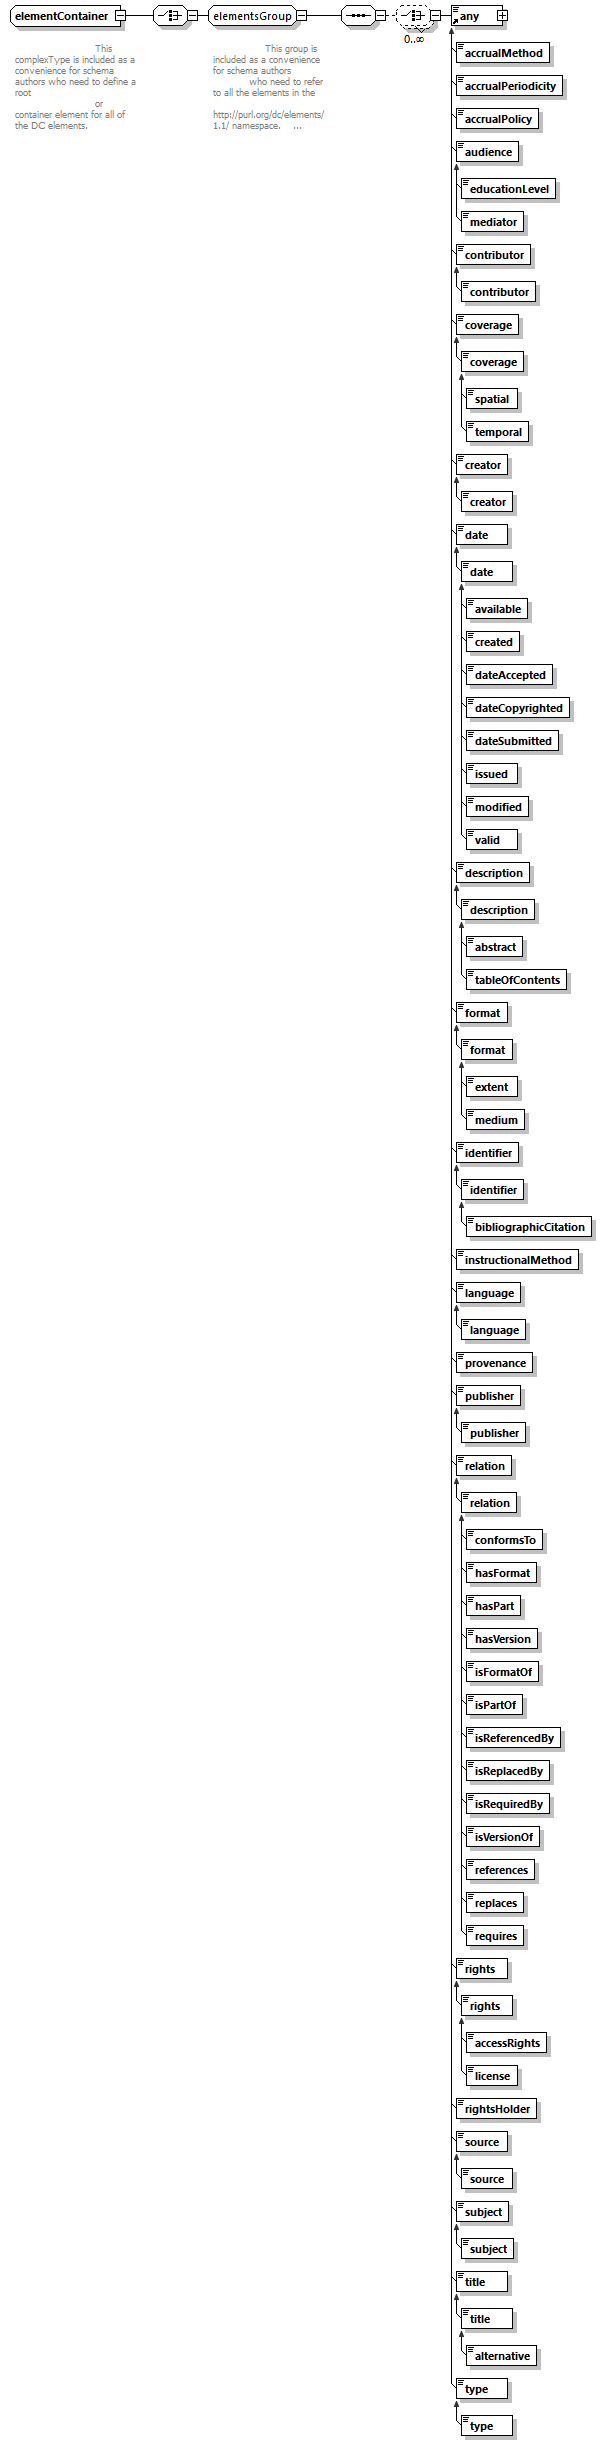 elementContainer
elementsGroup
any
0..∞
This
complexType is included as a
convenience for schema
authors who need to define a
root
or
container element for all of
the DC elements.
This group is
included as a convenience
for schema authors
who need to refer
to all the elements in the
http://purl.org/dc/elements/
1.1/ namespace. ...
accrualMethod
accrualPeriodicity
accrualPolicy
audience
educationLevel
mediator
contributor
contributor
coverage
coverage
spatial
temporal
creator
creator
date
date
available
created
dateAccepted
dateCopyrighted
dateSubmitted
issued
modified
valid
description
description
abstract
tableOfContents
format
format
extent
medium
identifier
identifier
bibliographicCitation
instructionalMethod
language
language
provenance
publisher
publisher
relation
relation
conformsTo
hasFormat
hasPart
hasVersion
isFormatOf
isPartOf
isReferencedBy
isReplacedBy
isRequiredBy
isVersionOf
references
replaces
requires
rights
rights
accessRights
license
rightsHolder
source
source
subject
subject
title
title
alternative
type
type